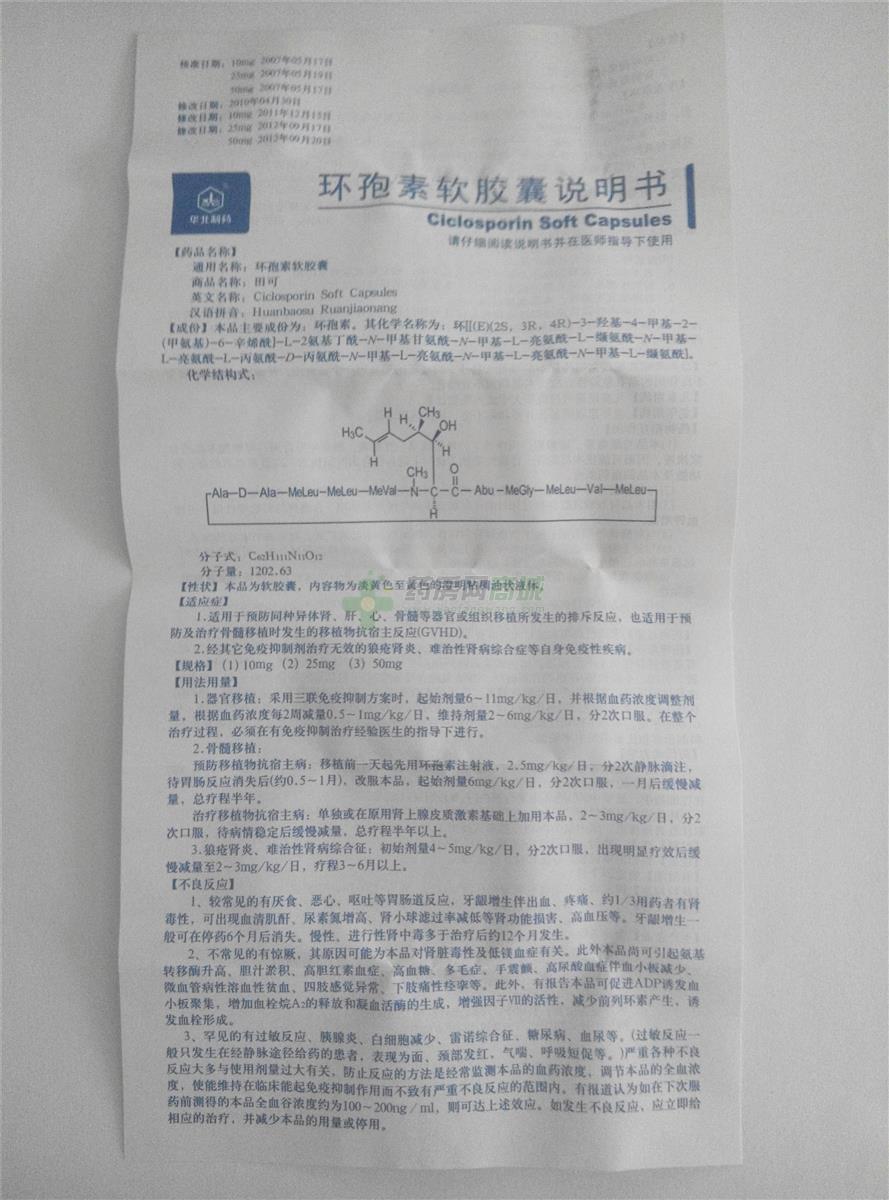 核准日期：10mg 2007年05月17日
25mg 2007年05月19日
50mg 2007年05月17日
修改日期：2010年04月30日
修改日期：10mg 2011年12月15日
修改日期：25mg 2012年09月17日
50mg 2012年09月20日
华北制药
环孢素软胶囊说明书
Ciclosporin Soft Capsules
请仔细阅读说明书并在医师指导下使用
【药品名称】
通用名称：环孢素软胶囊
商品名称：田可
英文名称：Ciclosporin Soft Capsules
汉语拼音：Huanbaosu Ruanjiaonang
【成份】本品主要成份为：环孢素。其化学名称为：环[[(E)(2S，3R，4R)-3-羟基-4-甲基-2-
(甲氨基)-6-辛烯酰]-L-2氨基丁酰-N-甲基甘氨酰-N-甲基-L-亮氨酰-L-缬氨酰-N-甲基-
L-亮氨酰-L-丙氨酰-D-丙氨酰-N-甲基-L-亮氨酰-N-甲基-L-亮氨酰-N-甲基-L-缬氨酰]。
化学结构式：
H H CH₃
H₃C OH
H H
CH₃ O
Ala-D-Ala-MeLeu-MeLeu-MeVal-N-C-C-Abu-MeGly-MeLeu-Val-MeLeu
H
分子式：C₆₂H₁₁₁N₁₁O₁₂
分子量：1202.63
【性状】本品为软胶囊，内容物为淡黄色至黄色的澄明粘稠油状液体。
药房网商城
【适应症】
1.适用于预防同种异体肾、肝、心、骨髓等器官或组织移植所发生的排斥反应，也适用于预
防及治疗骨髓移植时发生的移植物抗宿主反应(GVHD)。
2.经其它免疫抑制剂治疗无效的狼疮肾炎、难治性肾病综合症等自身免疫性疾病。
【规格】(1)10mg (2) 25mg (3) 50mg
【用法用量】
1.器官移植：采用三联免疫抑制方案时，起始剂量6~11mg/kg/日，并根据血药浓度调整剂
量，根据血药浓度每2周减量0.5~1mg/kg/日，维持剂量2~6mg/kg/日，分2次口服。在整个
治疗过程，必须在有免疫抑制治疗经验医生的指导下进行。
2.骨髓移植：
预防移植物抗宿主病：移植前一天起先用环孢素注射液，2.5mg/kg/日，分2次静脉滴注，
待胃肠反应消失后(约0.5~1月)，改服本品，起始剂量6mg/kg/日，分2次口服，一月后缓慢减
量，总疗程半年。
治疗移植物抗宿主病：单独或在原用肾上腺皮质激素基础上加用本品，2~3mg/kg/日，分2
次口服，待病情稳定后缓慢减量，总疗程半年以上。
3.狼疮肾炎、难治性肾病综合征：初始剂量4~5mg/kg/日，分2次口服，出现明显疗效后缓
慢减量至2~3mg/kg/日，疗程3~6月以上。
【不良反应】
1、较常见的有厌食、恶心、呕吐等胃肠道反应，牙龈增生伴出血、疼痛，约1/3用药者有肾
毒性，可出现血清肌酐、尿素氮增高、肾小球滤过率减低等肾功能损害、高血压等。牙龈增生一
般可在停药6个月后消失。慢性、进行性肾中毒多于治疗后约12个月发生。
2、不常见的有惊厥，其原因可能为本品对肾脏毒性及低镁血症有关。此外本品尚可引起氨基
转移酶升高、胆汁淤积、高胆红素血症、高血糖、多毛症、手震颤、高尿酸血症伴血小板减少、
微血管病性溶血性贫血、四肢感觉异常、下肢痛性痉挛等。此外，有报告本品可促进ADP诱发血
小板聚集，增加血栓烷A₂的释放和凝血活酶的生成，增强因子VII的活性，减少前列环素产生，诱
发血栓形成。
3、罕见的有过敏反应、胰腺炎、白细胞减少、雷诺综合征、糖尿病、血尿等。(过敏反应一
般只发生在经静脉途径给药的患者，表现为面、颈部发红，气喘、呼吸短促等。)严重各种不良
反应大多与使用剂量过大有关，防止反应的方法是经常监测本品的血药浓度，调节本品的全血浓
度，使能维持在临床能起免疫抑制作用而不致有严重不良反应的范围内。有报道认为如在下次服
药前测得的本品全血谷浓度约为100~200ng／ml，则可达上述效应。如发生不良反应，应立即给
相应的治疗，并减少本品的用量或停用。